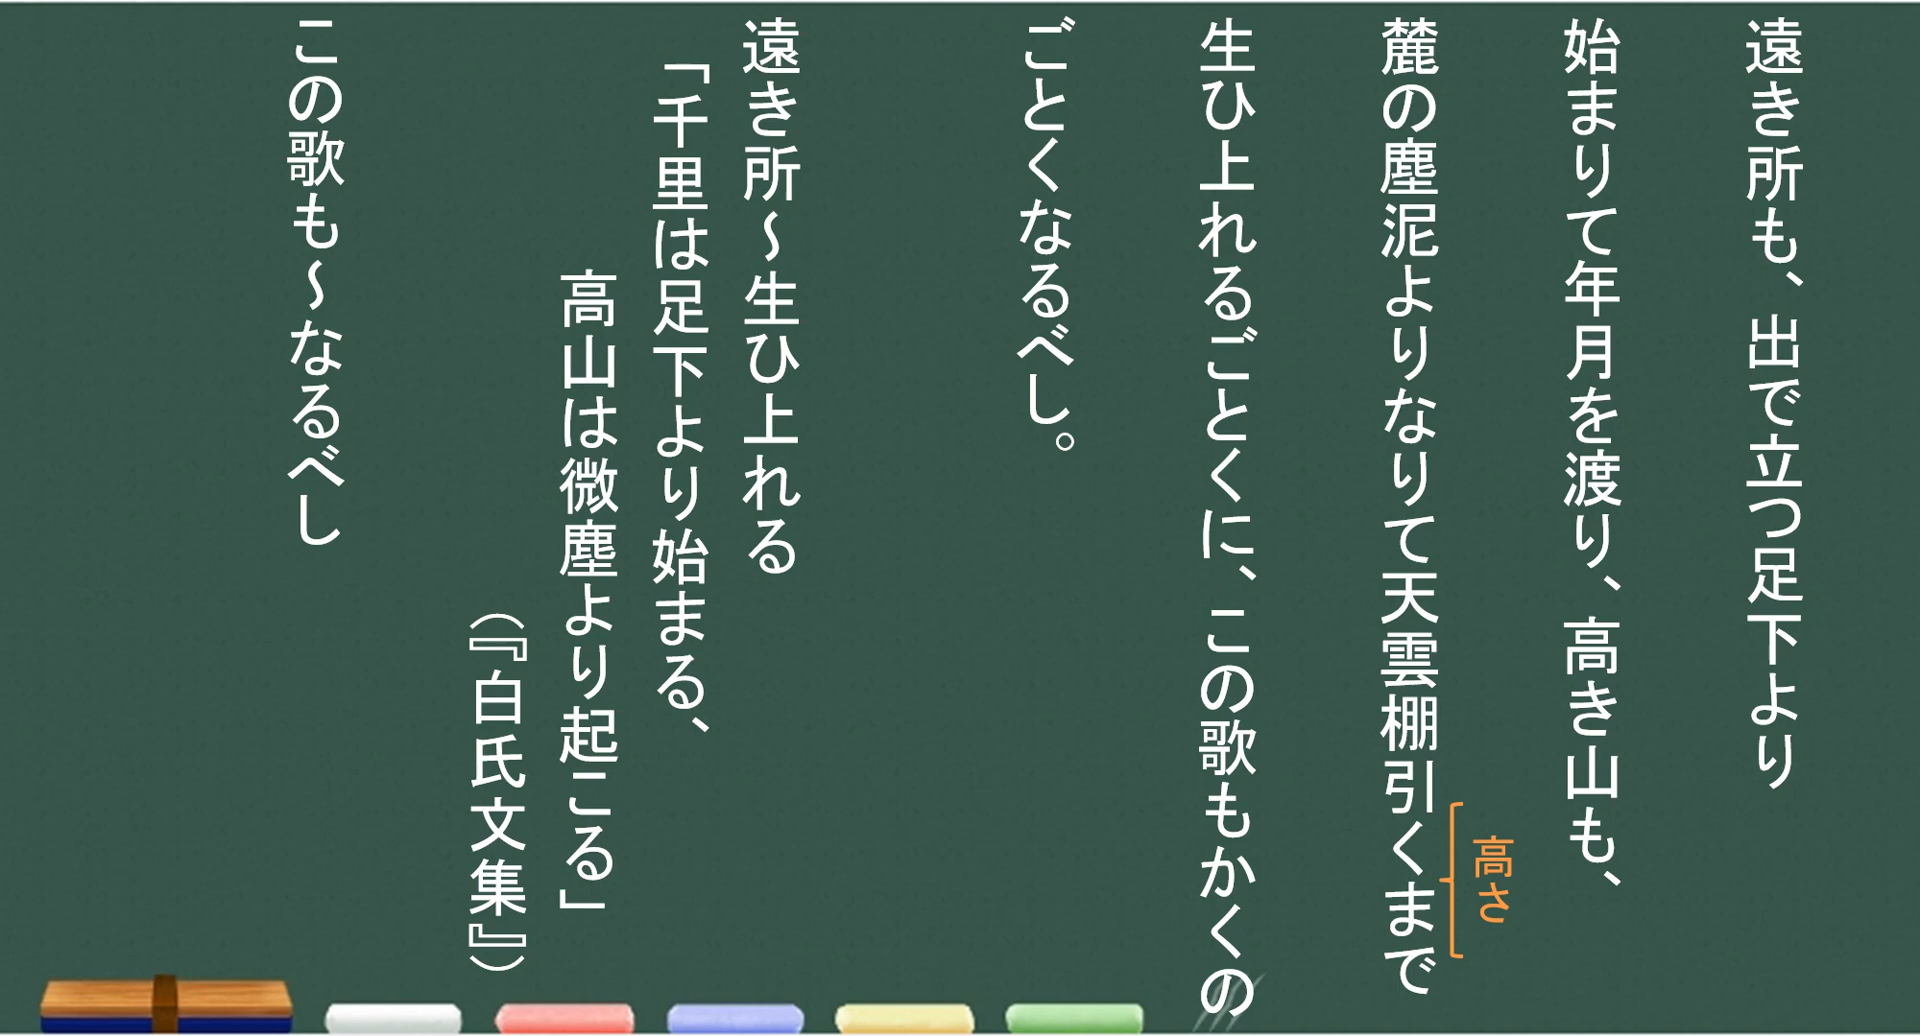 遠き所も、出で立つ足下より
始まりて年月を渡り、高き山も、
高さ
麓の塵泥よりなりて天雲棚引くまで
生ひ上れるごとくに、この歌もかくの
ごとくなるべし。
遠き所～生ひ上れる
「千里は足下より始まる、
高山は微塵より起こる」
（『白氏文集』）
この歌も～なるべし